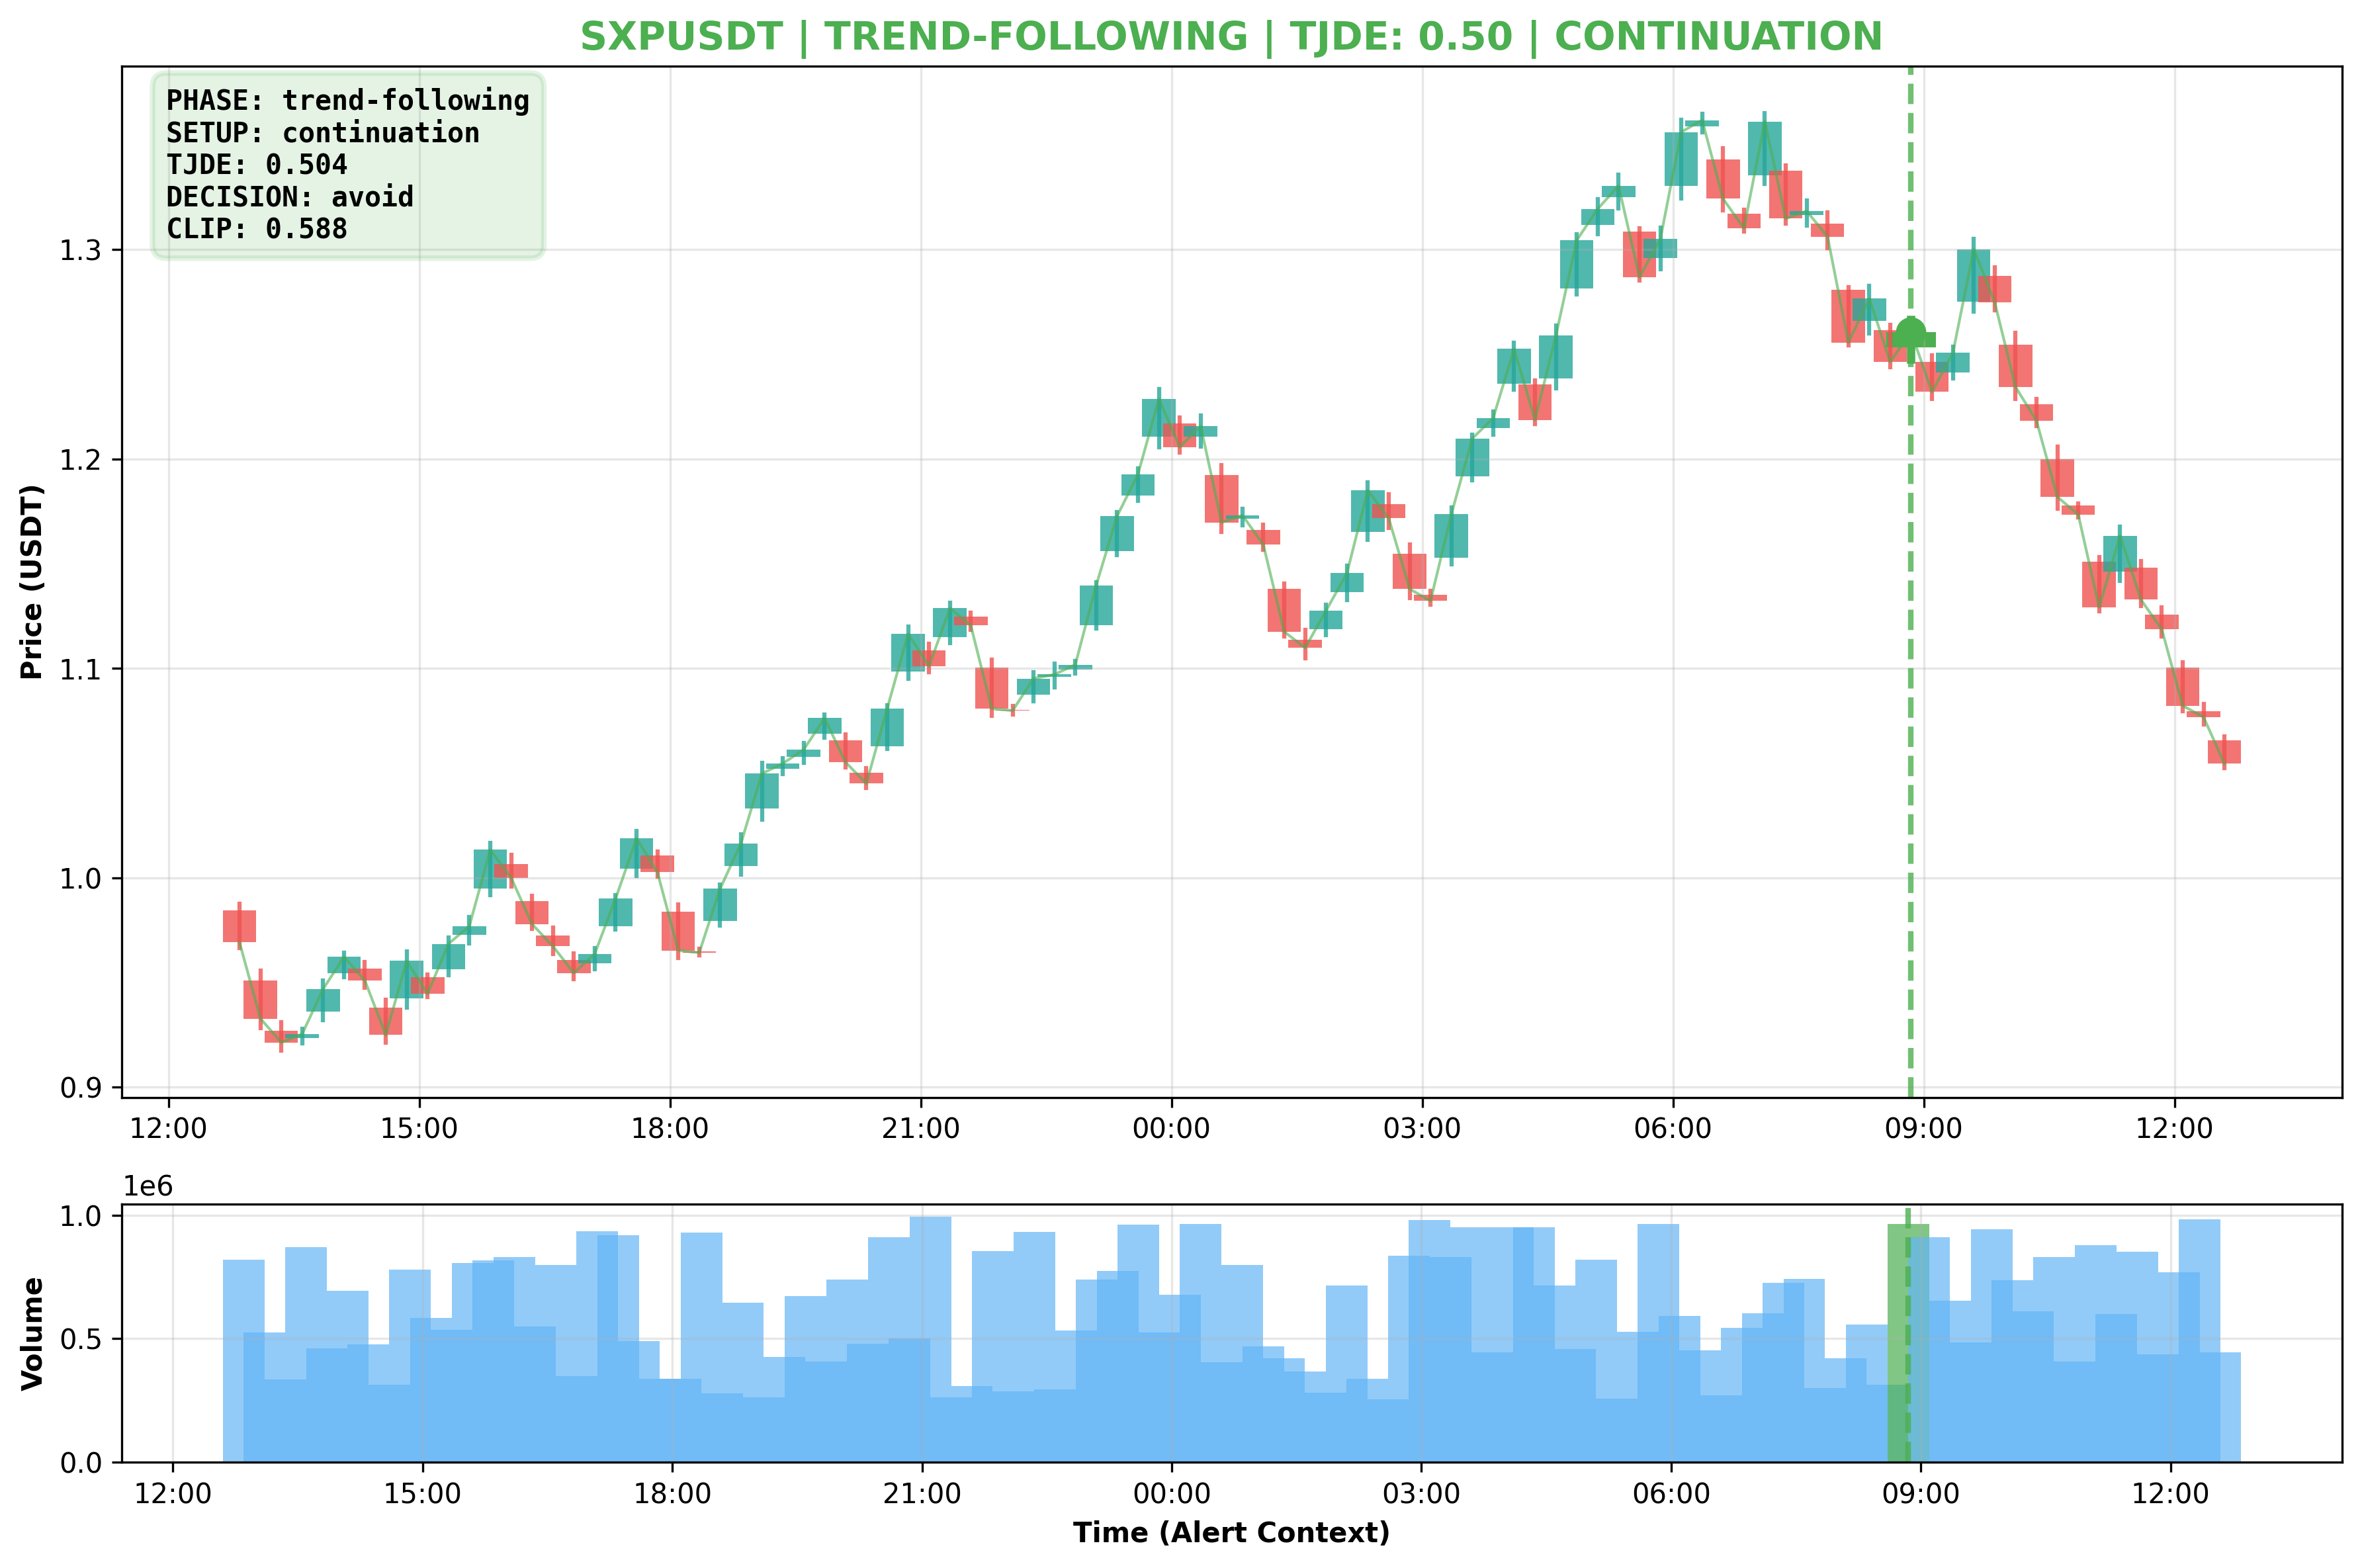 SXPUSDT | TREND-FOLLOWING | TJDE: 0.50 | CONTINUATION
PHASE: trend-following
SETUP: continuation
TJDE: 0.504
DECISION: avoid
CLIP: 0.588
Price (USDT)
1.3
1.2
1.1
1.0
0.9
12:00 15:00 18:00 21:00 00:00 03:00 06:00 09:00 12:00
1e6
Volume
1.0
0.5
0.0
12:00 15:00 18:00 21:00 00:00 03:00 06:00 09:00 12:00
Time (Alert Context)